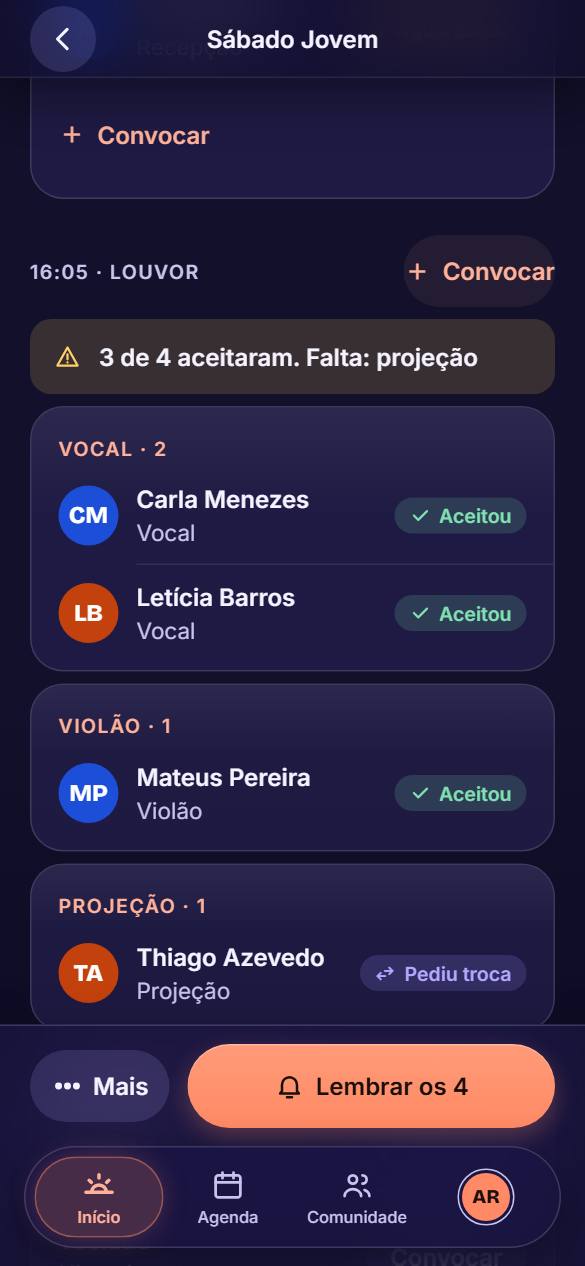 Sábado Jovem
Recepç
+ Convocar
16:05 · LOUVOR
+ Convocar
3 de 4 aceitaram. Falta: projeção
VOCAL · 2
CM
Carla Menezes
Vocal
Aceitou
LB
Letícia Barros
Vocal
Aceitou
VIOLÃO · 1
MP
Mateus Pereira
Violão
Aceitou
PROJEÇÃO · 1
TA
Thiago Azevedo
Projeção
Pediu troca
Mais
Lembrar os 4
Início
Agenda
Comunidade
AR
Convocar